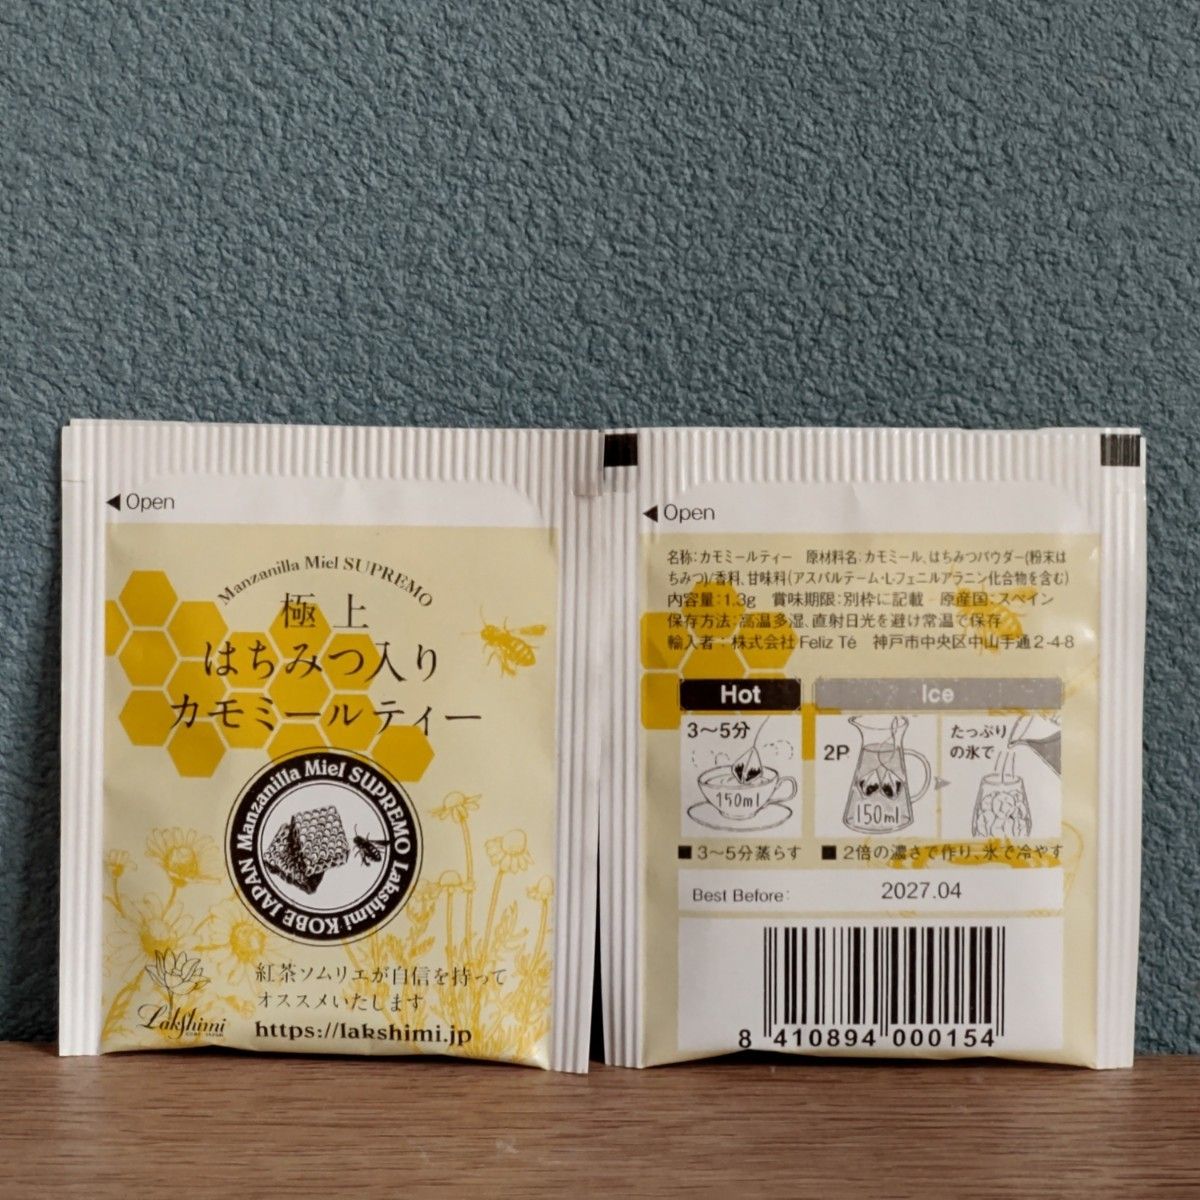 ◀Open
Manzanilla Miel SUPREMO
極上
はちみつ入り
カモミールティー
Manzanilla Miel SUPREMO Lakshimi KOBE JAPAN
紅茶ソムリエが自信を持って
オススメいたします
Lakshimi
https://lakshimi.jp
◀Open
名称:カモミールティー　原材料名:カモミール、はちみつパウダー(粉末は
ちみつ)/香料、甘味料(アスパルテーム・L-フェニルアラニン化合物を含む)
内容量:1.3g　賞味期限:別枠に記載　原産国:スペイン
保存方法:高温多湿、直射日光を避け常温で保存
輸入者:株式会社 Feliz Té　神戸市中央区中山手通2-4-8
Hot
Ice
3〜5分
150ml
2P
150ml
たっぷり
の氷で
■3〜5分蒸らす
■2倍の濃さで作り、氷で冷やす
Best Before: 2027.04
8 410894 000154